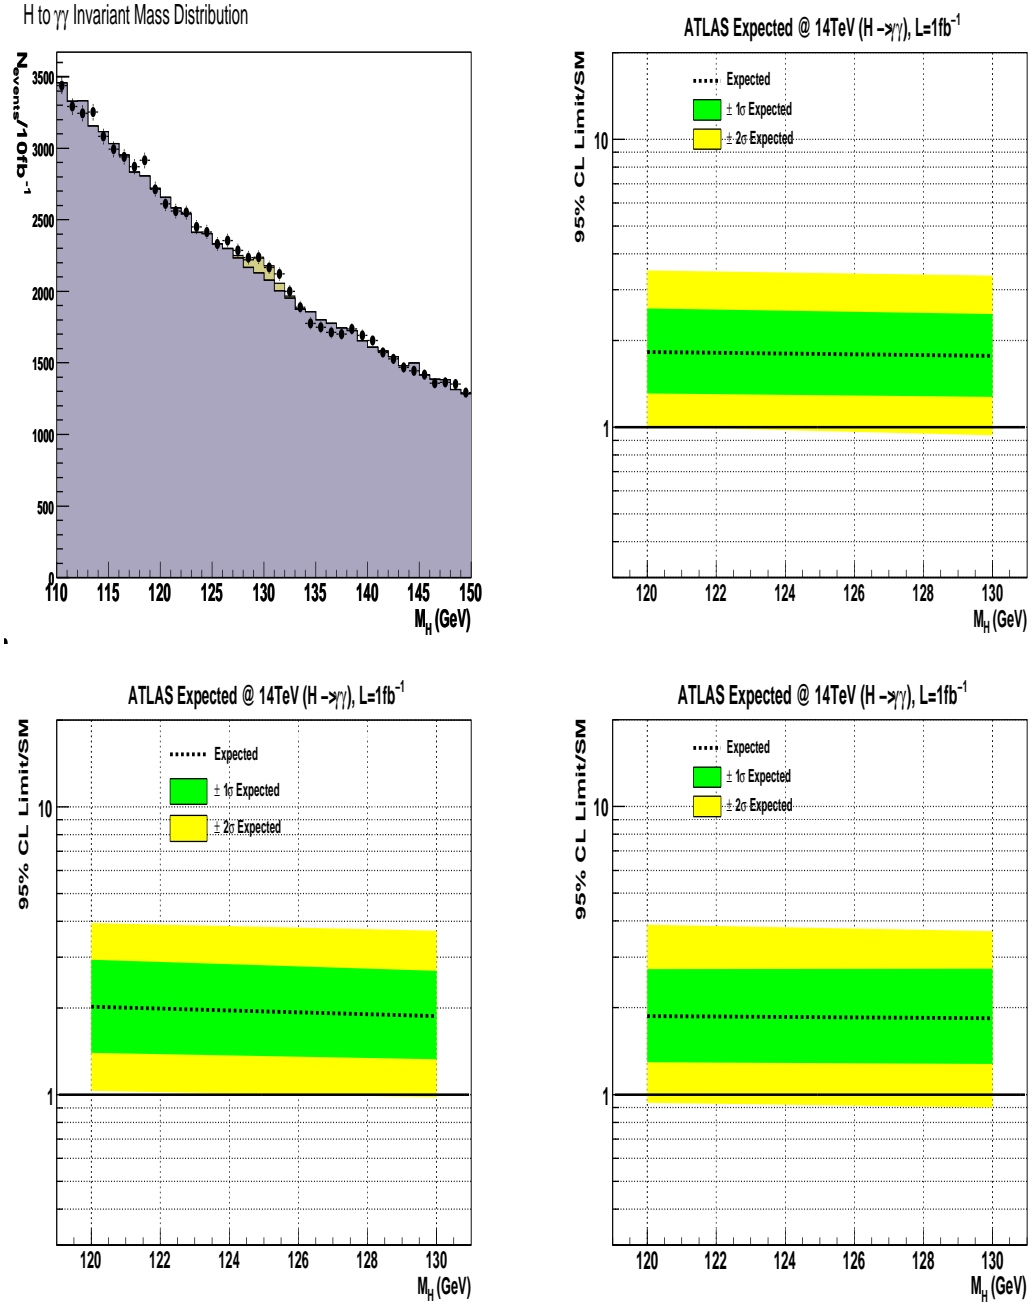 H to γγ Invariant Mass Distribution
N_events/10fb⁻¹
3500
3000
2500
2000
1500
1000
500
0
110 115 120 125 130 135 140 145 150
M_H (GeV)
ATLAS Expected @ 14TeV (H –>γγ), L=1fb⁻¹
95% CL Limit/SM
Expected
± 1σ Expected
± 2σ Expected
10
1
120 122 124 126 128 130
M_H (GeV)
ATLAS Expected @ 14TeV (H –>γγ), L=1fb⁻¹
95% CL Limit/SM
Expected
± 1σ Expected
± 2σ Expected
10
1
120 122 124 126 128 130
M_H (GeV)
ATLAS Expected @ 14TeV (H –>γγ), L=1fb⁻¹
95% CL Limit/SM
Expected
± 1σ Expected
± 2σ Expected
10
1
120 122 124 126 128 130
M_H (GeV)